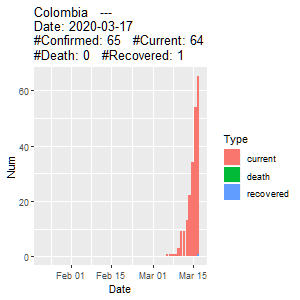 Colombia   ---
Date: 2020-03-17
#Confirmed: 65   #Current: 64
#Death: 0   #Recovered: 1
Num
60
40
20
0
Feb 01   Feb 15   Mar 01   Mar 15
Date
Type
current
death
recovered